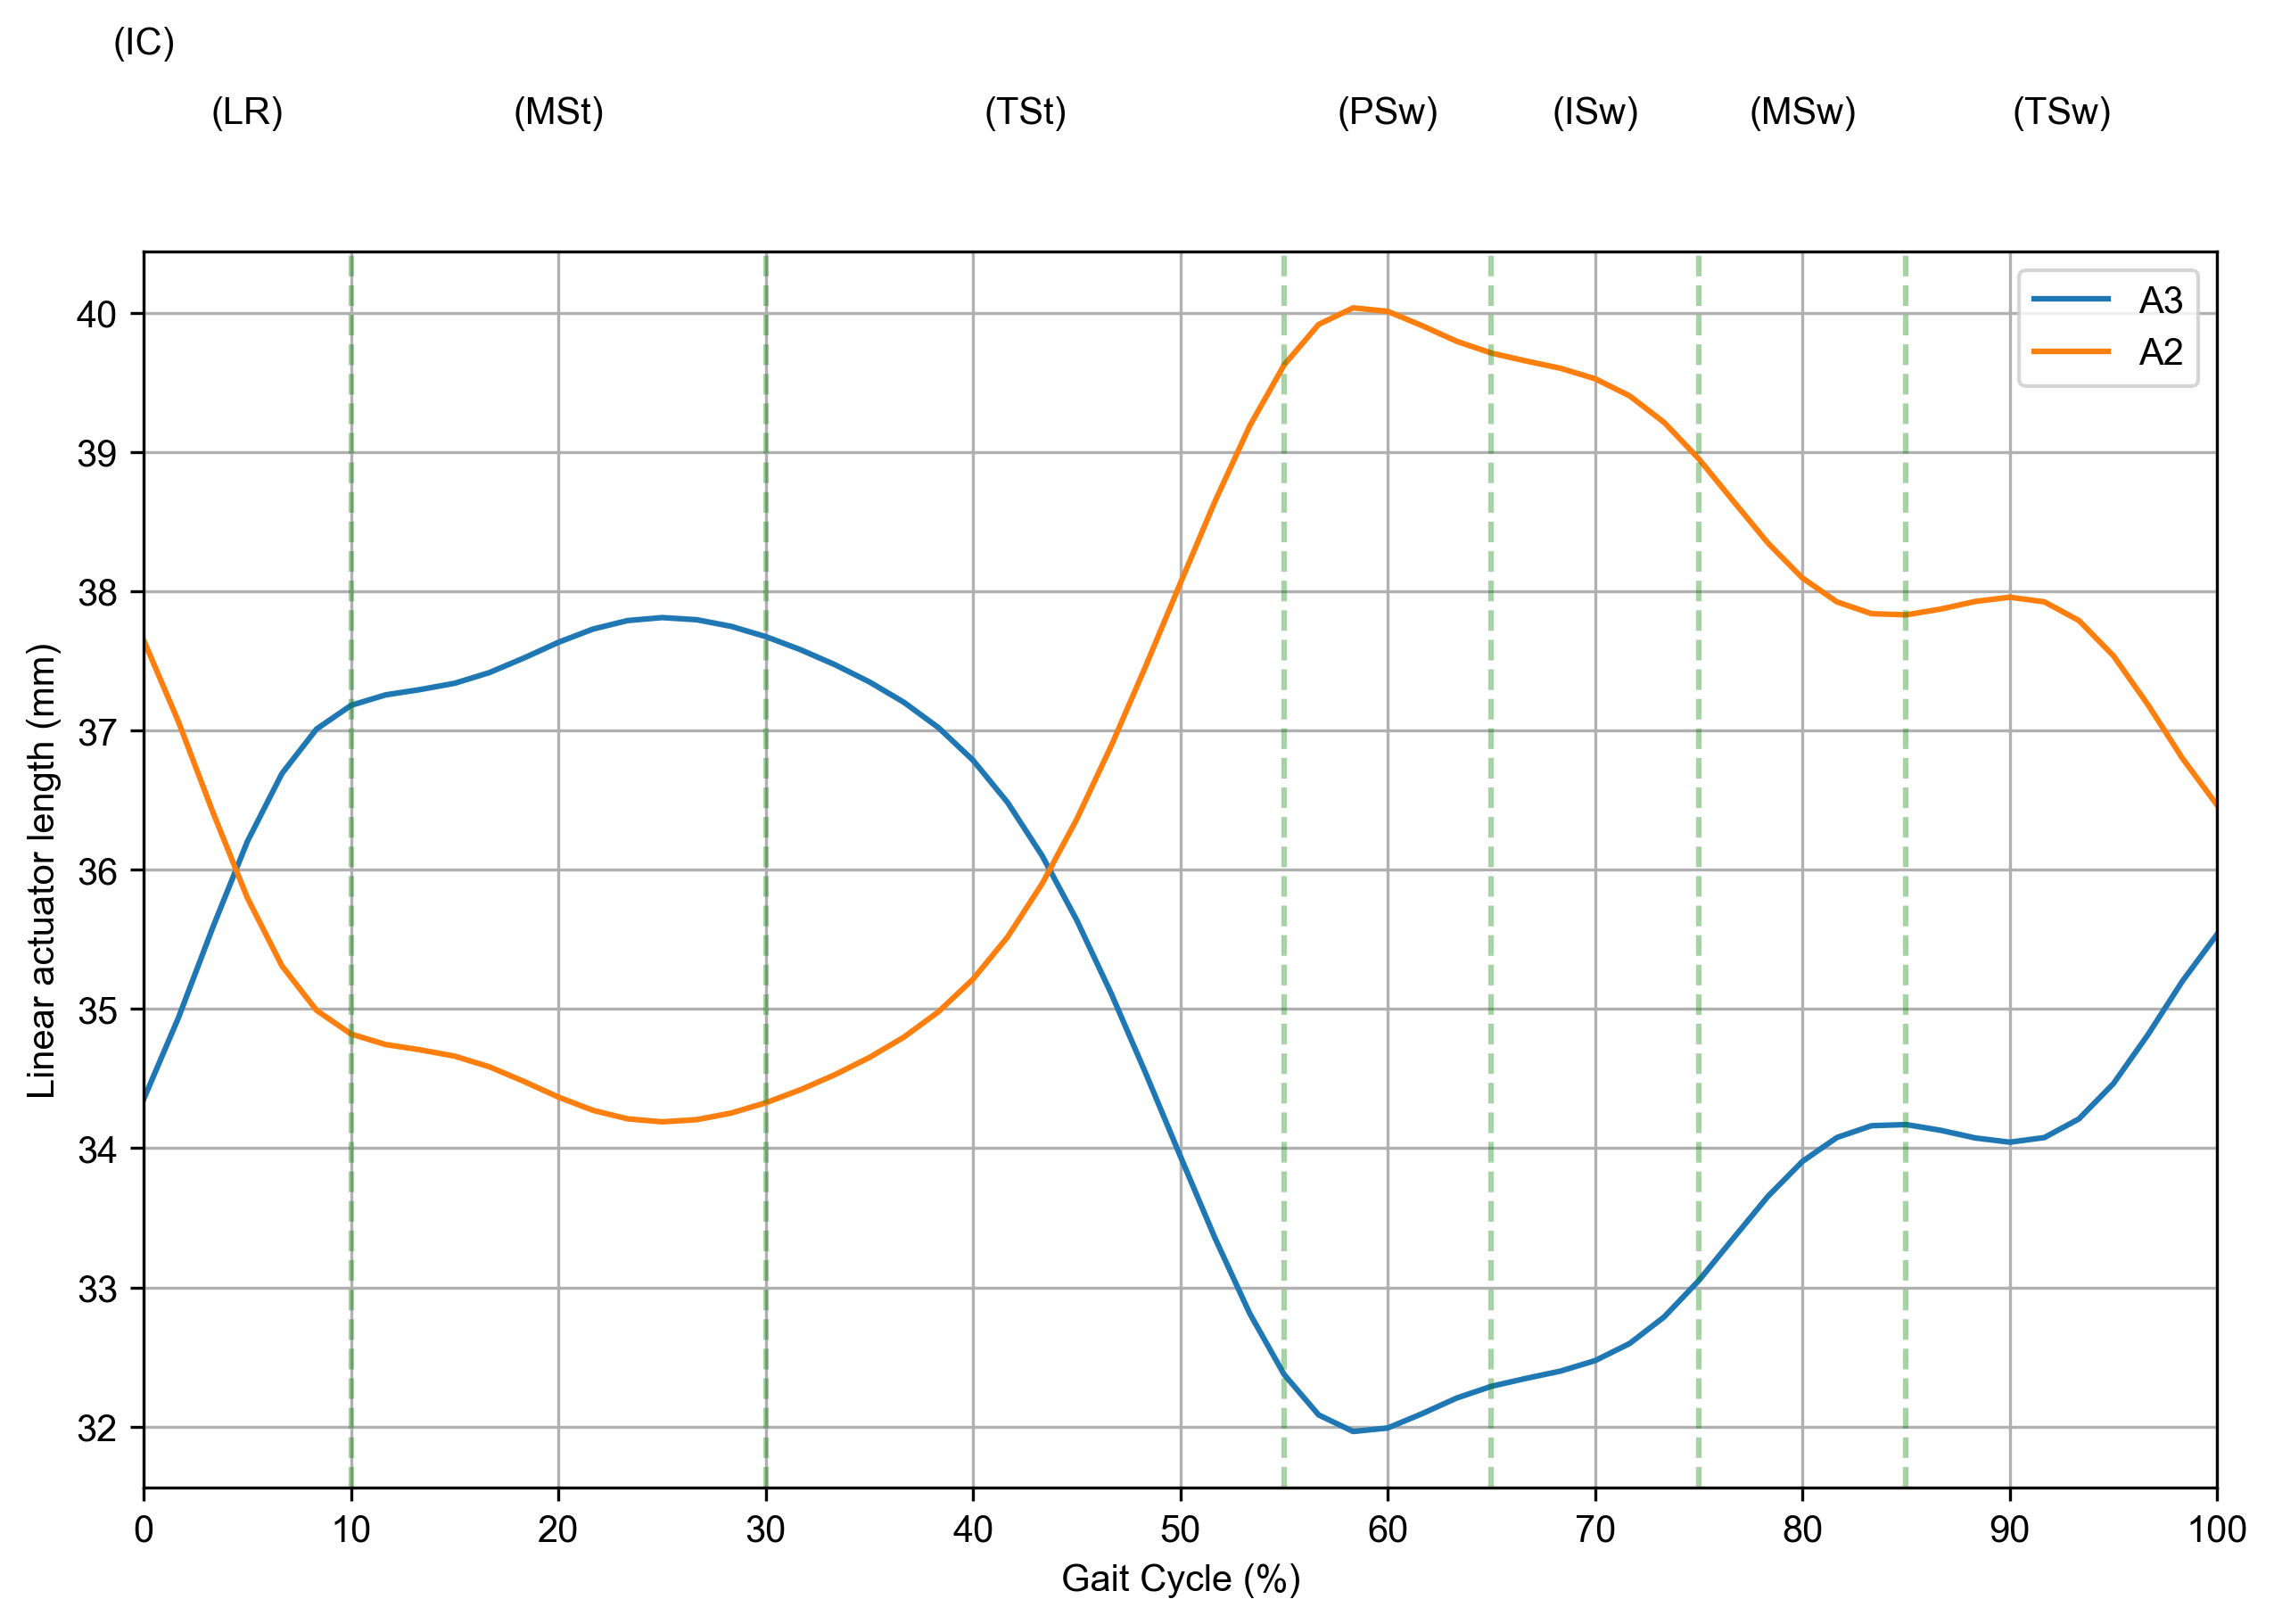 (IC)
(LR) (MSt) (TSt) (PSw) (ISw) (MSw) (TSw)
A3
A2
40
39
38
37
36
35
34
33
32
Linear actuator length (mm)
0 10 20 30 40 50 60 70 80 90 100
Gait Cycle (%)